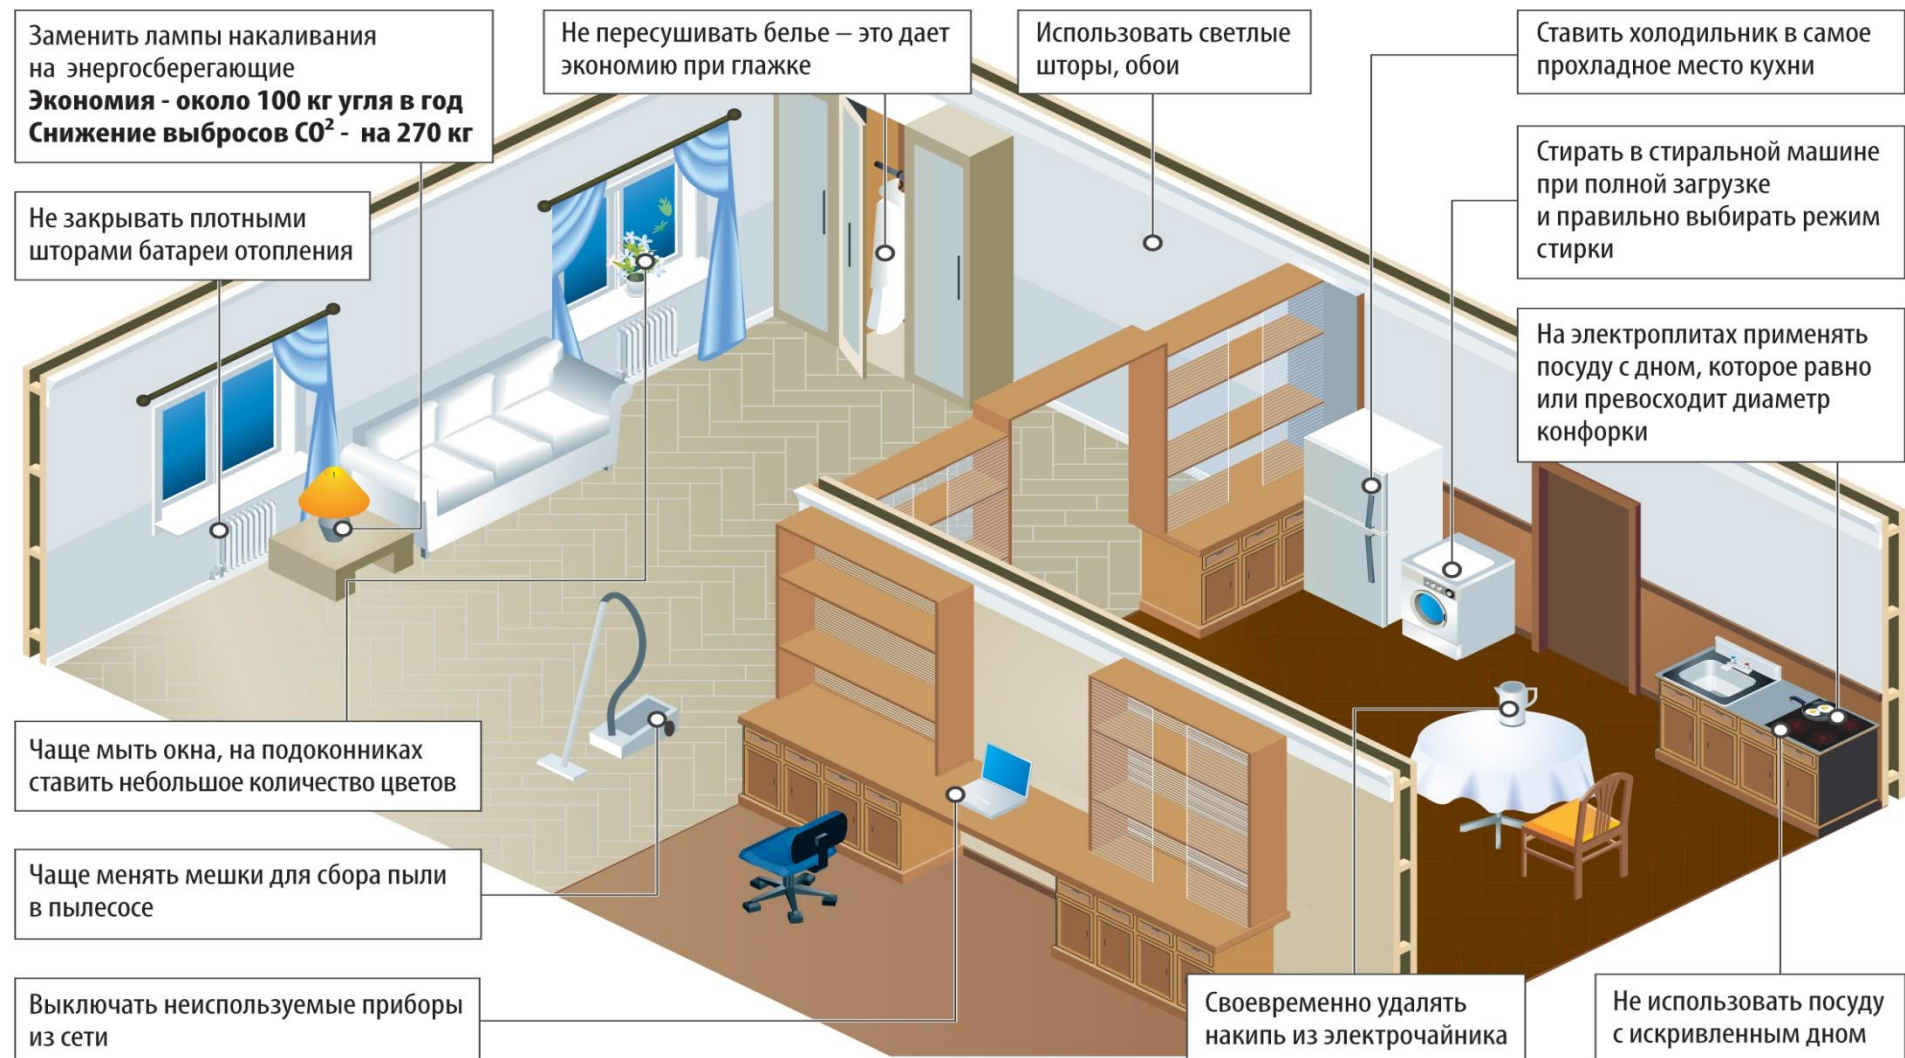 Заменить лампы накаливания
на энергосберегающие
Экономия - около 100 кг угля в год
Снижение выбросов СО² - на 270 кг
Не пересушивать белье – это дает
экономию при глажке
Использовать светлые
шторы, обои
Ставить холодильник в самое
прохладное место кухни
Не закрывать плотными
шторами батареи отопления
Стирать в стиральной машине
при полной загрузке
и правильно выбирать режим
стирки
На электроплитах применять
посуду с дном, которое равно
или превосходит диаметр
конфорки
Чаще мыть окна, на подоконниках
ставить небольшое количество цветов
Чаще менять мешки для сбора пыли
в пылесосе
Выключать неиспользуемые приборы
из сети
Своевременно удалять
накипь из электрочайника
Не использовать посуду
с искривленным дном